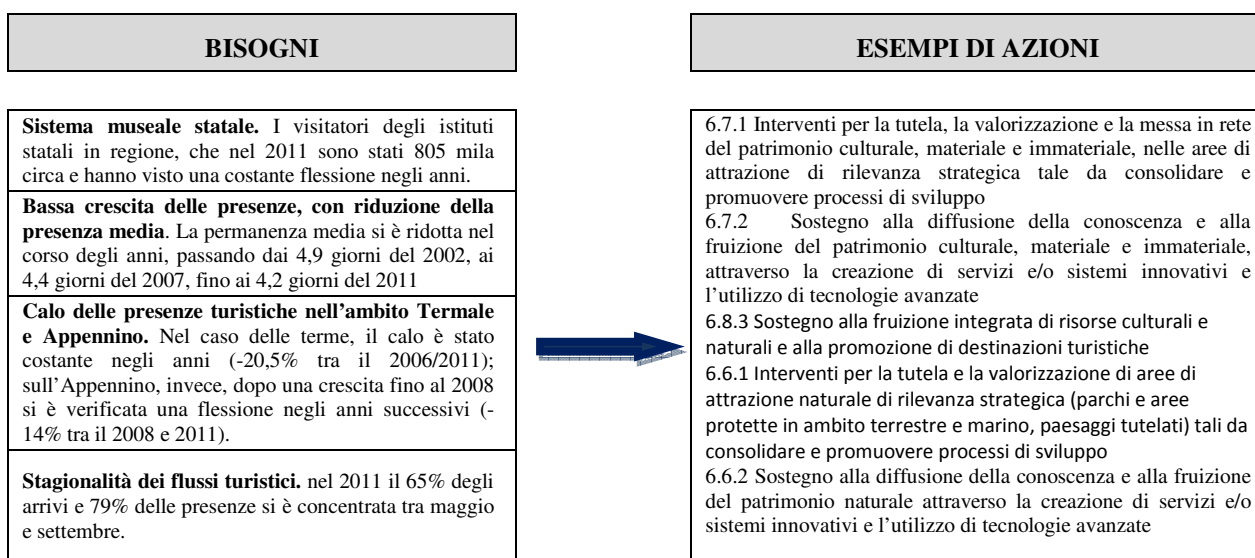 BISOGNI
Sistema museale statale. I visitatori degli istituti
statali in regione, che nel 2011 sono stati 805 mila
circa e hanno visto una costante flessione negli anni.
Bassa crescita delle presenze, con riduzione della
presenza media. La permanenza media si è ridotta nel
corso degli anni, passando dai 4,9 giorni del 2002, ai
4,4 giorni del 2007, fino ai 4,2 giorni del 2011
Calo delle presenze turistiche nell'ambito Termale
e Appennino. Nel caso delle terme, il calo è stato
costante negli anni (-20,5% tra il 2006/2011);
sull'Appennino, invece, dopo una crescita fino al 2008
si è verificata una flessione negli anni successivi (-
14% tra il 2008 e 2011).
Stagionalità dei flussi turistici. nel 2011 il 65% degli
arrivi e 79% delle presenze si è concentrata tra maggio
e settembre.
ESEMPI DI AZIONI
6.7.1 Interventi per la tutela, la valorizzazione e la messa in rete
del patrimonio culturale, materiale e immateriale, nelle aree di
attrazione di rilevanza strategica tale da consolidare e
promuovere processi di sviluppo
6.7.2 Sostegno alla diffusione della conoscenza e alla
fruizione del patrimonio culturale, materiale e immateriale,
attraverso la creazione di servizi e/o sistemi innovativi e
l'utilizzo di tecnologie avanzate
6.8.3 Sostegno alla fruizione integrata di risorse culturali e
naturali e alla promozione di destinazioni turistiche
6.6.1 Interventi per la tutela e la valorizzazione di aree di
attrazione naturale di rilevanza strategica (parchi e aree
protette in ambito terrestre e marino, paesaggi tutelati) tali da
consolidare e promuovere processi di sviluppo
6.6.2 Sostegno alla diffusione della conoscenza e alla fruizione
del patrimonio naturale attraverso la creazione di servizi e/o
sistemi innovativi e l'utilizzo di tecnologie avanzate